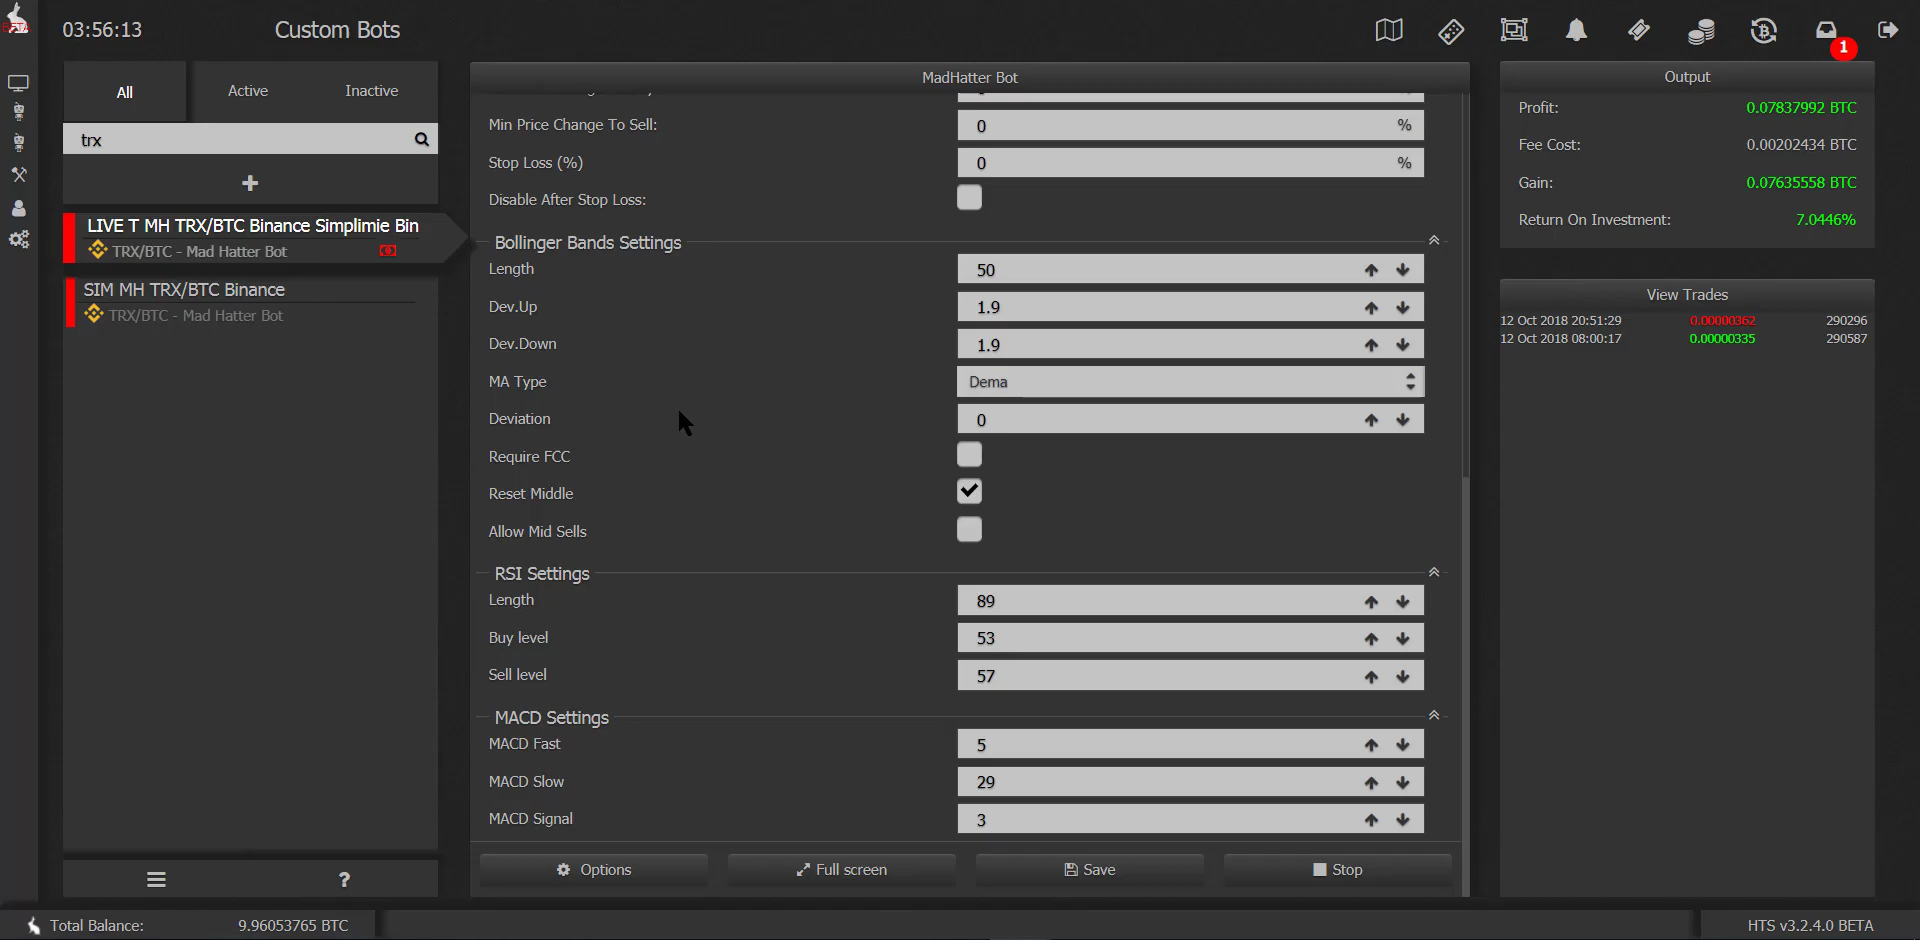 BETA
03:56:13
Custom Bots
1
All
Active
Inactive
trx
LIVE T MH TRX/BTC Binance Simplimie Bin
TRX/BTC - Mad Hatter Bot
SIM MH TRX/BTC Binance
TRX/BTC - Mad Hatter Bot
?
MadHatter Bot
Min Price Change To Sell:
0 %
Stop Loss (%)
0 %
Disable After Stop Loss:
Bollinger Bands Settings
Length
50
Dev.Up
1.9
Dev.Down
1.9
MA Type
Dema
Deviation
0
Require FCC
Reset Middle
Allow Mid Sells
RSI Settings
Length
89
Buy level
53
Sell level
57
MACD Settings
MACD Fast
5
MACD Slow
29
MACD Signal
3
Options
Full screen
Save
Stop
Output
Profit: 0.07837992 BTC
Fee Cost: 0.00202434 BTC
Gain: 0.07635558 BTC
Return On Investment: 7.0446%
View Trades
12 Oct 2018 20:51:29 0.00000362 290296
12 Oct 2018 08:00:17 0.00000335 290587
Total Balance: 9.96053765 BTC
HTS v3.2.4.0 BETA